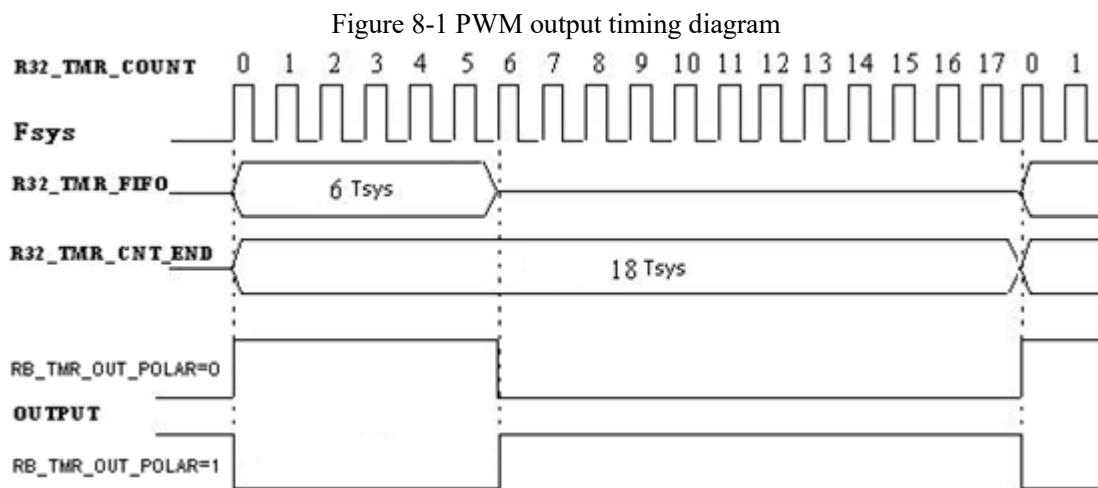 Figure 8-1 PWM output timing diagram
R32_TMR_COUNT 0 1 2 3 4 5 6 7 8 9 10 11 12 13 14 15 16 17 0 1
Fsys
R32_TMR_FIFO 6 Tsys
R32_TMR_CNT_END 18 Tsys
RB_TMR_OUT_POLAR=0
OUTPUT
RB_TMR_OUT_POLAR=1